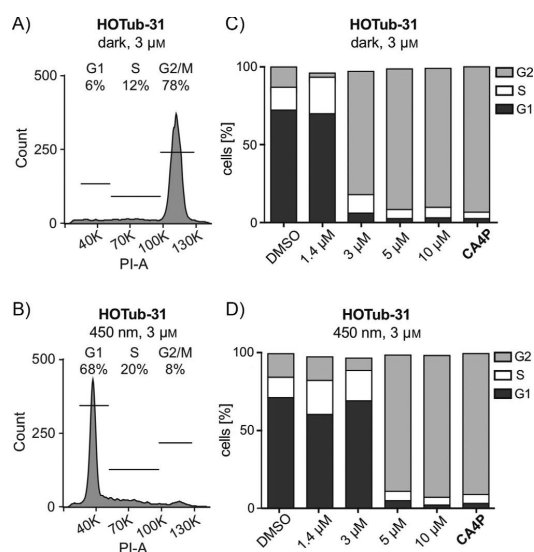 A)
HOTub-31
dark, 3 µM
G1 S G2/M
6% 12% 78%
500
250
0
Count
40K 70K 100K 130K
PI-A
C)
HOTub-31
dark, 3 µM
100
50
0
cells [%]
G2
S
G1
DMSO
1.4 µM
3 µM
5 µM
10 µM
CA4P
B)
HOTub-31
450 nm, 3 µM
G1 S G2/M
68% 20% 8%
500
250
0
Count
40K 70K 100K 130K
PI-A
D)
HOTub-31
450 nm, 3 µM
100
50
0
cells [%]
G2
S
G1
DMSO
1.4 µM
3 µM
5 µM
10 µM
CA4P